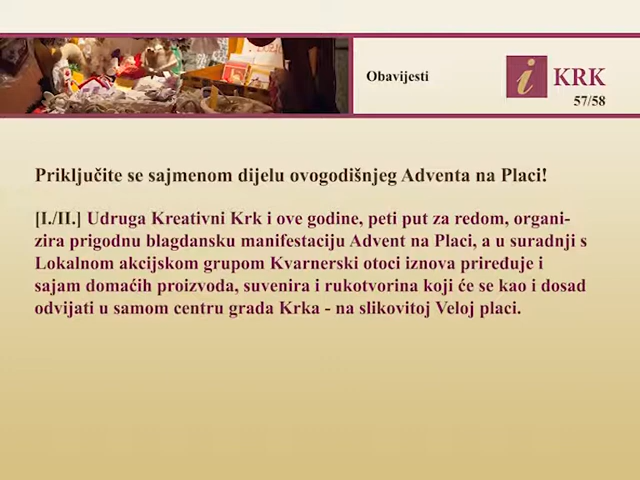 Obavijesti
i KRK
57/58
Priključite se sajmenom dijelu ovogodišnjeg Adventa na Placi!
[I./II.] Udruga Kreativni Krk i ove godine, peti put za redom, organi-
zira prigodnu blagdansku manifestaciju Advent na Placi, a u suradnji s
Lokalnom akcijskom grupom Kvarnerski otoci iznova priređuje i
sajam domaćih proizvoda, suvenira i rukotvorina koji će se kao i dosad
odvijati u samom centru grada Krka - na slikovitoj Veloj placi.